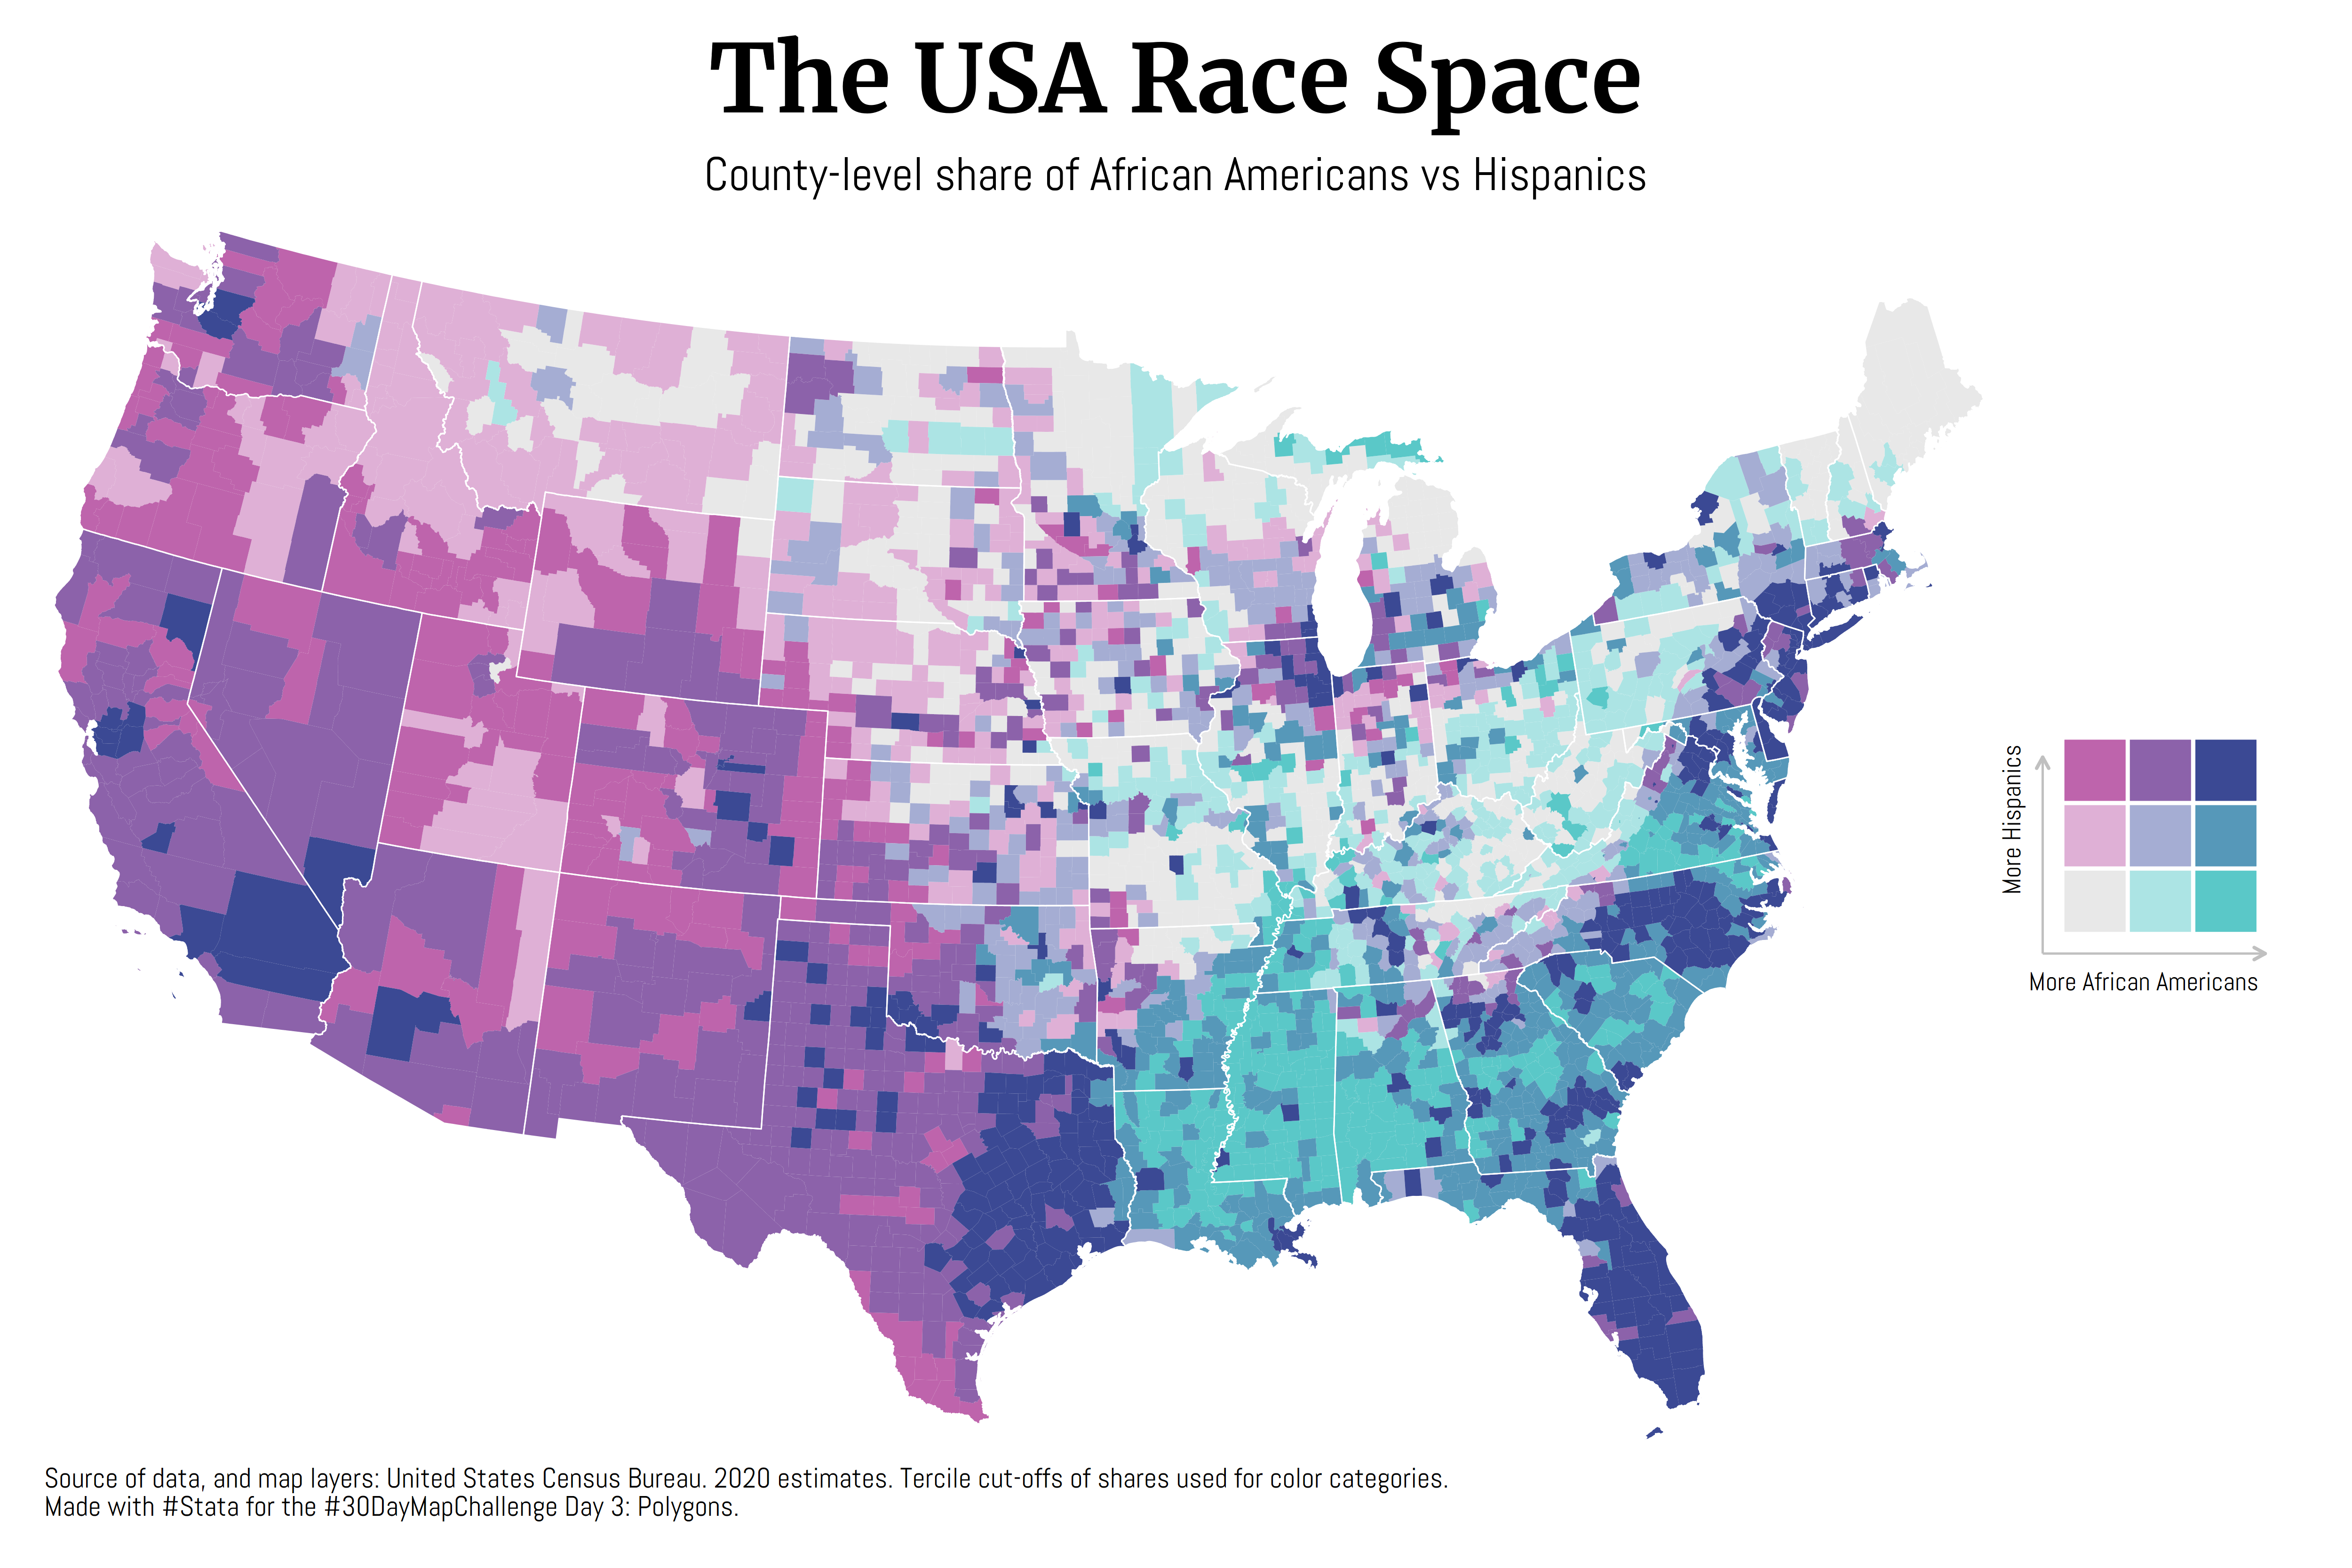 The USA Race Space
County-level share of African Americans vs Hispanics
More Hispanics
More African Americans
Source of data, and map layers: United States Census Bureau. 2020 estimates. Tercile cut-offs of shares used for color categories.
Made with #Stata for the #30DayMapChallenge Day 3: Polygons.